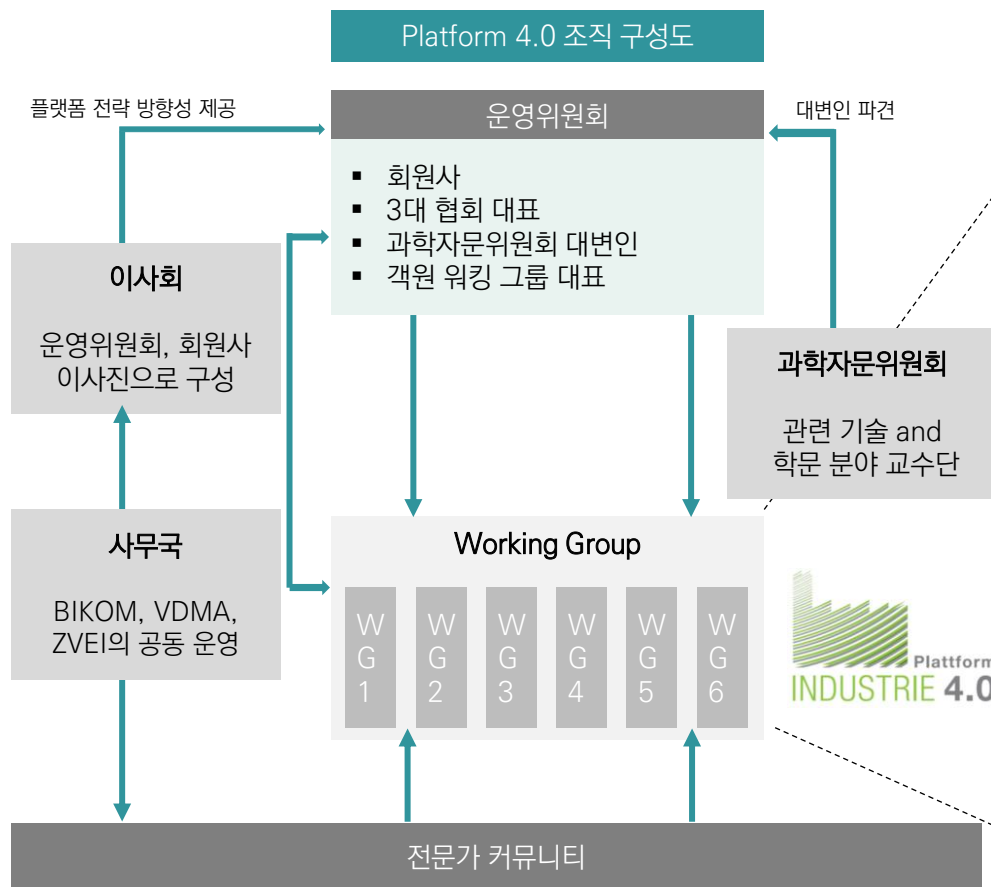 Platform 4.0 조직 구성도
플랫폼 전략 방향성 제공
운영위원회
대변인 파견
▪ 회원사
▪ 3대 협회 대표
▪ 과학자문위원회 대변인
▪ 객원 워킹 그룹 대표
이사회
운영위원회, 회원사
이사진으로 구성
과학자문위원회
관련 기술 and
학문 분야 교수단
사무국
BIKOM, VDMA,
ZVEI의 공동 운영
Working Group
WG1
WG2
WG3
WG4
WG5
WG6
Plattform
INDUSTRIE 4.0
전문가 커뮤니티